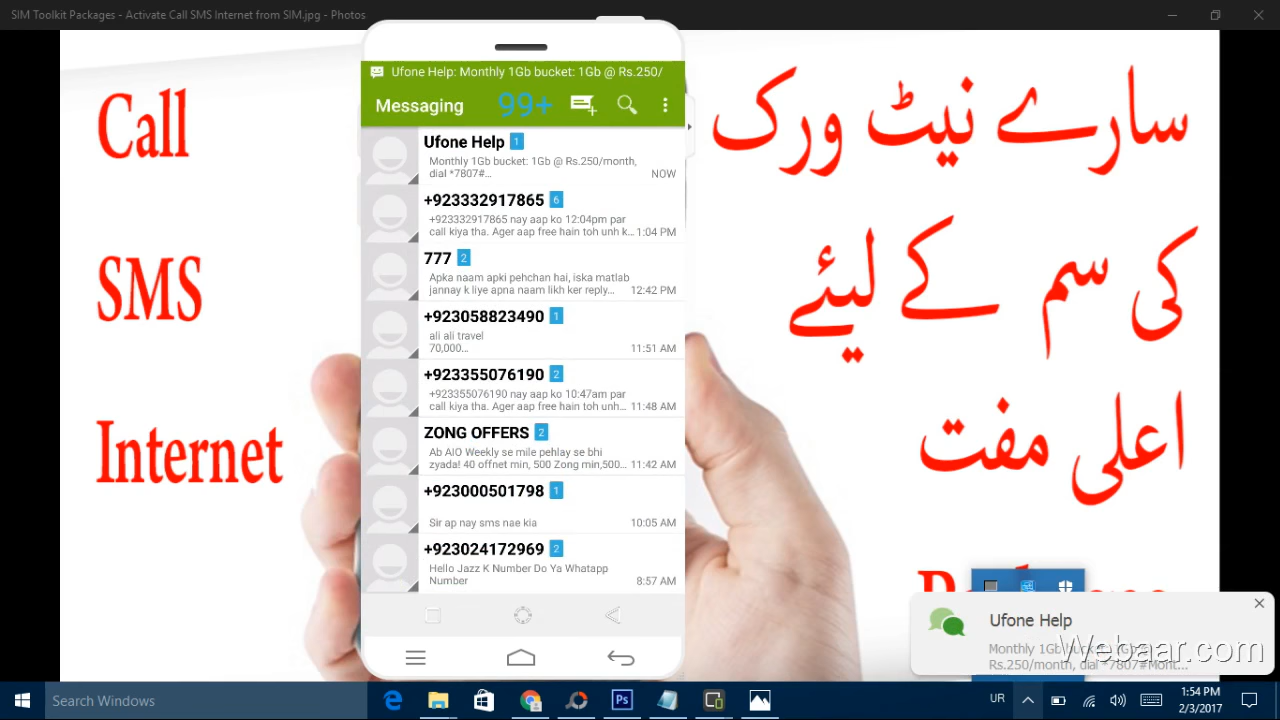 SIM Toolkit Packages - Activate Call SMS Internet from SIM.jpg - Photos
Call
SMS
Internet
Ufone Help: Monthly 1Gb bucket: 1Gb @ Rs.250/
Messaging
99+
Ufone Help 1
Monthly 1Gb bucket: 1Gb @ Rs.250/month,
dial *7807#...
NOW
+923332917865 6
+923332917865 nay aap ko 12:04pm par
call kiya tha. Ager aap free hain toh unh k...
1:04 PM
777 2
Apka naam apki pehchan hai, iska matlab
jannay k liye apna naam likh ker reply...
12:42 PM
+923058823490 1
ali ali travel
70,000...
11:51 AM
+923355076190 2
+923355076190 nay aap ko 10:47am par
call kiya tha. Ager aap free hain toh unh...
11:48 AM
ZONG OFFERS 2
Ab AIO Weekly se mile pehlay se bhi
zyada! 40 offnet min, 500 Zong min,500...
11:42 AM
+923000501798 1
Sir ap nay sms nae kia
10:05 AM
+923024172969 2
Hello Jazz K Number Do Ya Whatapp
Number
8:57 AM
سارے نیٹ ورک
کی سم کے لیئے
اعلی مفت
Ufone Help
Monthly 1Gb
Rs.250/month, dial *7807#Mont...
Webaar.com
Search Windows
UR
1:54 PM
2/3/2017